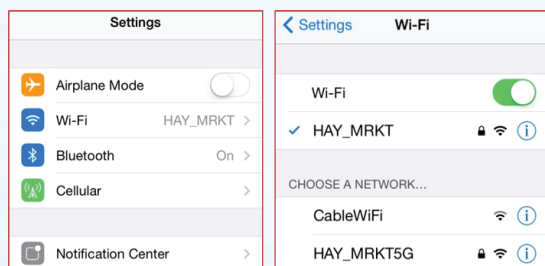 Settings
Airplane Mode
Wi-Fi HAY_MRKT
Bluetooth On
Cellular
Notification Center
Settings Wi-Fi
Wi-Fi
HAY_MRKT
CHOOSE A NETWORK...
CableWiFi
HAY_MRKT5G